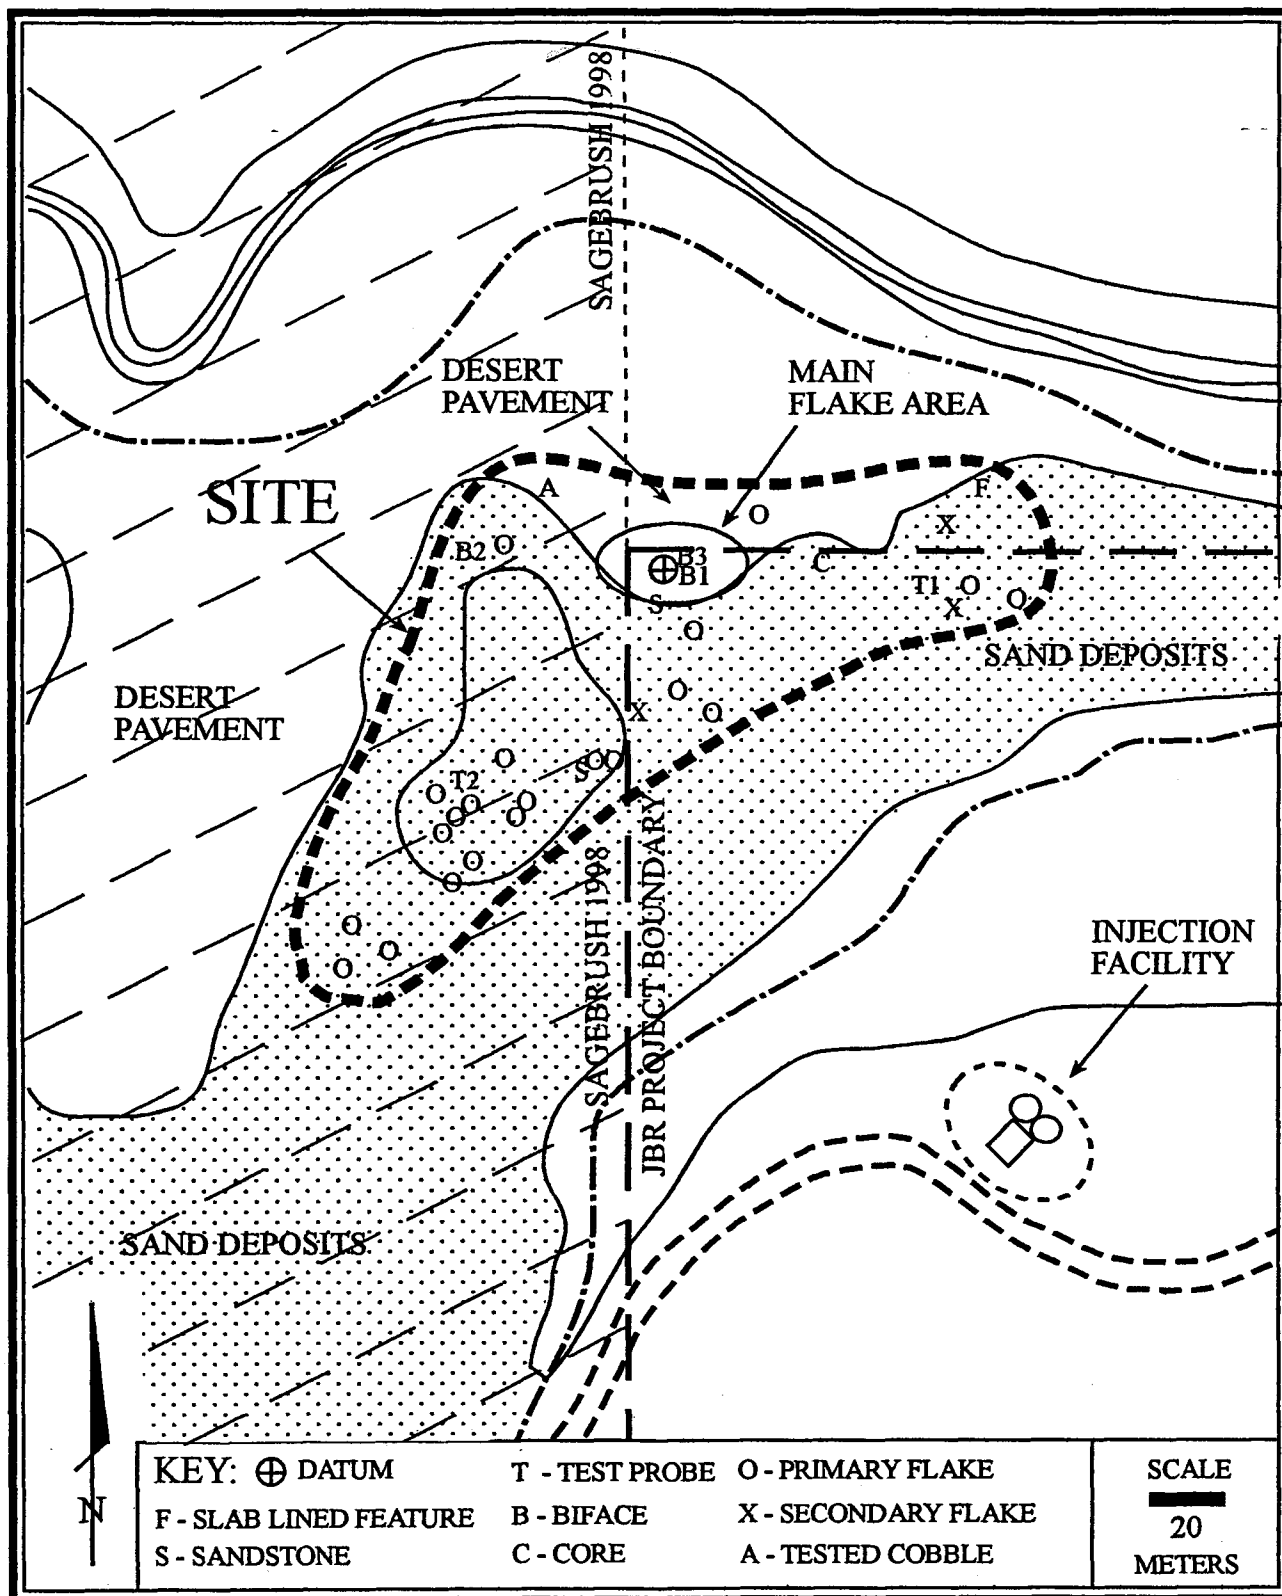 SAGEBRUSH 1998
DESERT
PAVEMENT
MAIN
FLAKE AREA
SITE
A
F
O
X
B2 O
B3
B1
C
T1 O
X
O
S
O
SAND DEPOSITS
DESERT
PAVEMENT
O
X
O
O
S O O
T2
O O O
O O
O
O
O
O
O
O
O
SAGEBRUSH 1998
JBR PROJECT BOUNDARY
INJECTION
FACILITY
SAND DEPOSITS
N
KEY: DATUM
T - TEST PROBE
O - PRIMARY FLAKE
F - SLAB LINED FEATURE
B - BIFACE
X - SECONDARY FLAKE
S - SANDSTONE
C - CORE
A - TESTED COBBLE
SCALE
20
METERS